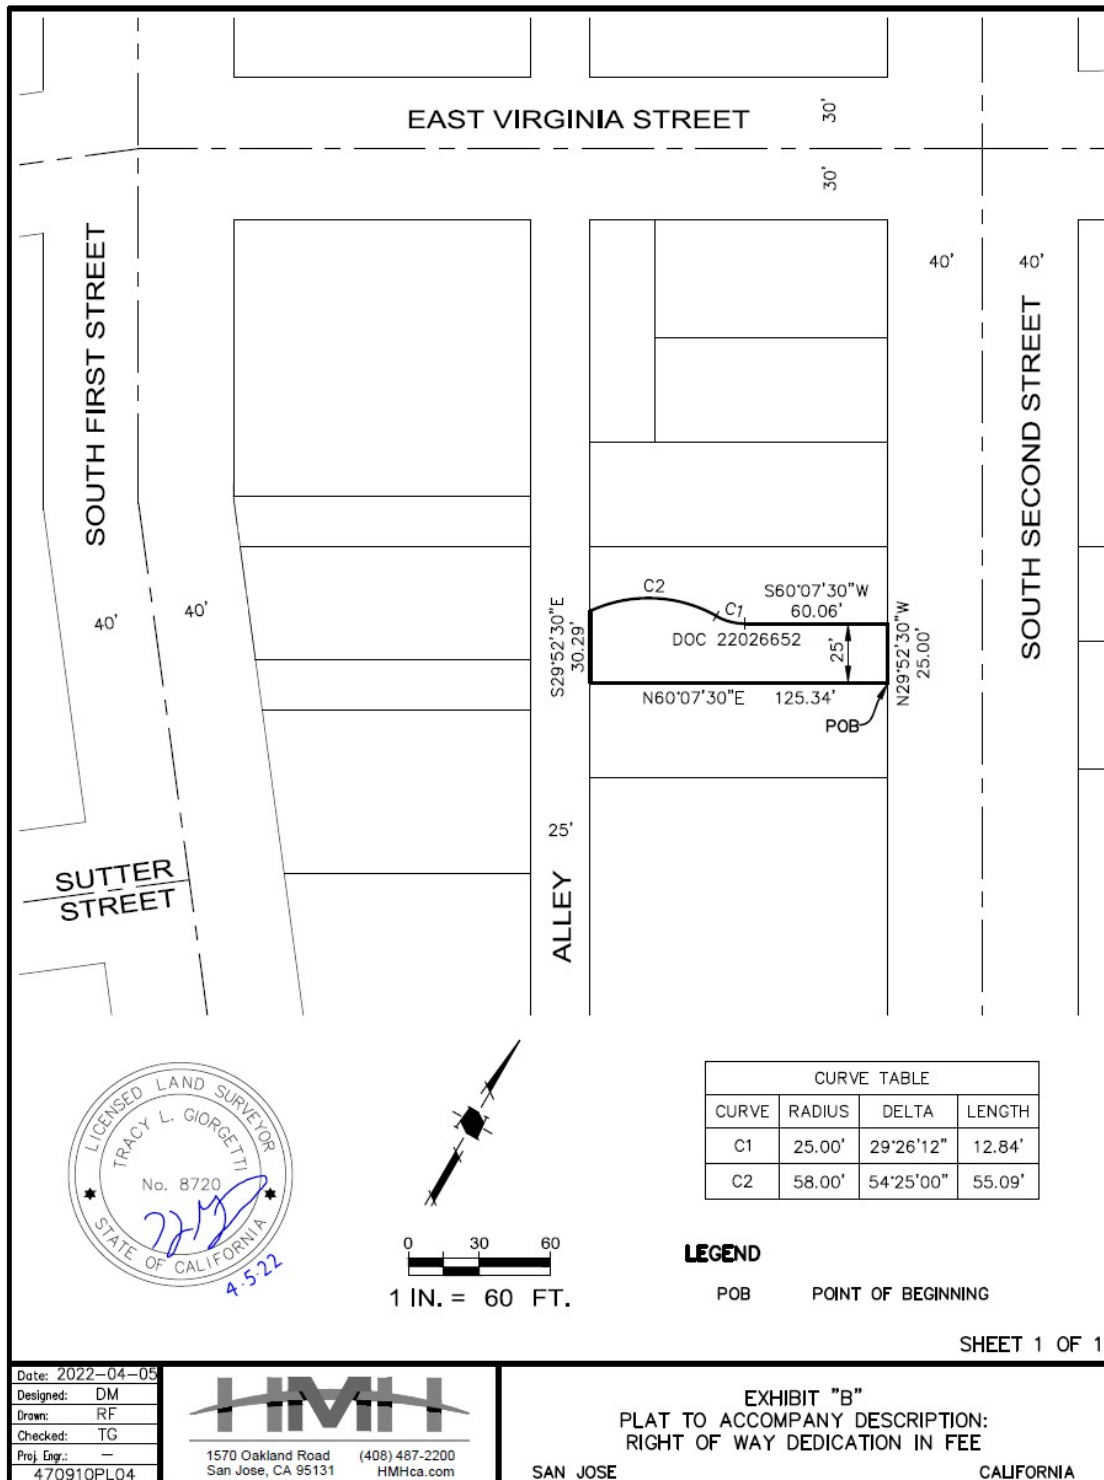 EAST VIRGINIA STREET
30'
30'
SOUTH FIRST STREET
40'
40'
SOUTH SECOND STREET
40'
40'
C2
C1
S60°07'30"W
60.06'
DOC 22026652
25'
S29°52'30"E
30.29'
N29°52'30"W
25.00'
N60°07'30"E 125.34'
POB
25'
ALLEY
SUTTER
STREET
LICENSED LAND SURVEYOR
TRACY L. GIORGETTI
No. 8720
STATE OF CALIFORNIA
4.5.22
0 30 60
1 IN. = 60 FT.
CURVE TABLE
CURVE RADIUS DELTA LENGTH
C1 25.00' 29°26'12" 12.84'
C2 58.00' 54°25'00" 55.09'
LEGEND
POB POINT OF BEGINNING
SHEET 1 OF 1
Date: 2022-04-05
Designed: DM
Drawn: RF
Checked: TG
Proj. Engr.: —
470910PL04
HMH
1570 Oakland Road (408) 487-2200
San Jose, CA 95131 HMHca.com
EXHIBIT "B"
PLAT TO ACCOMPANY DESCRIPTION:
RIGHT OF WAY DEDICATION IN FEE
SAN JOSE CALIFORNIA